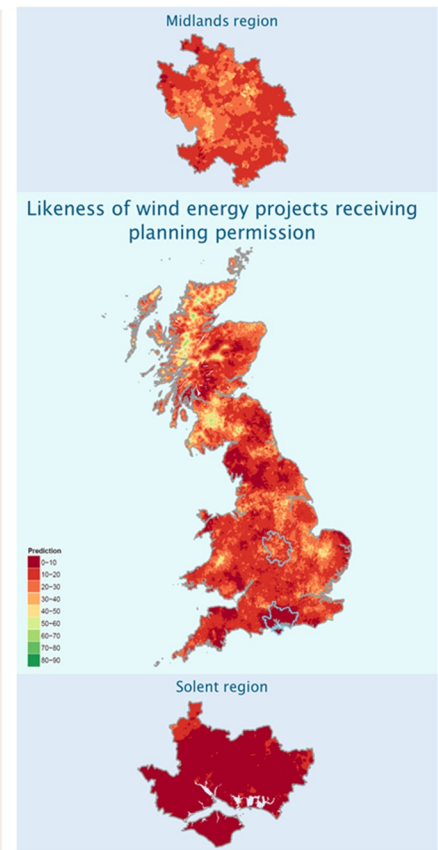 Midlands region
Likeness of wind energy projects receiving
planning permission
Prediction
0-10
10-20
20-30
30-40
40-50
50-60
60-70
70-80
80-90
Solent region